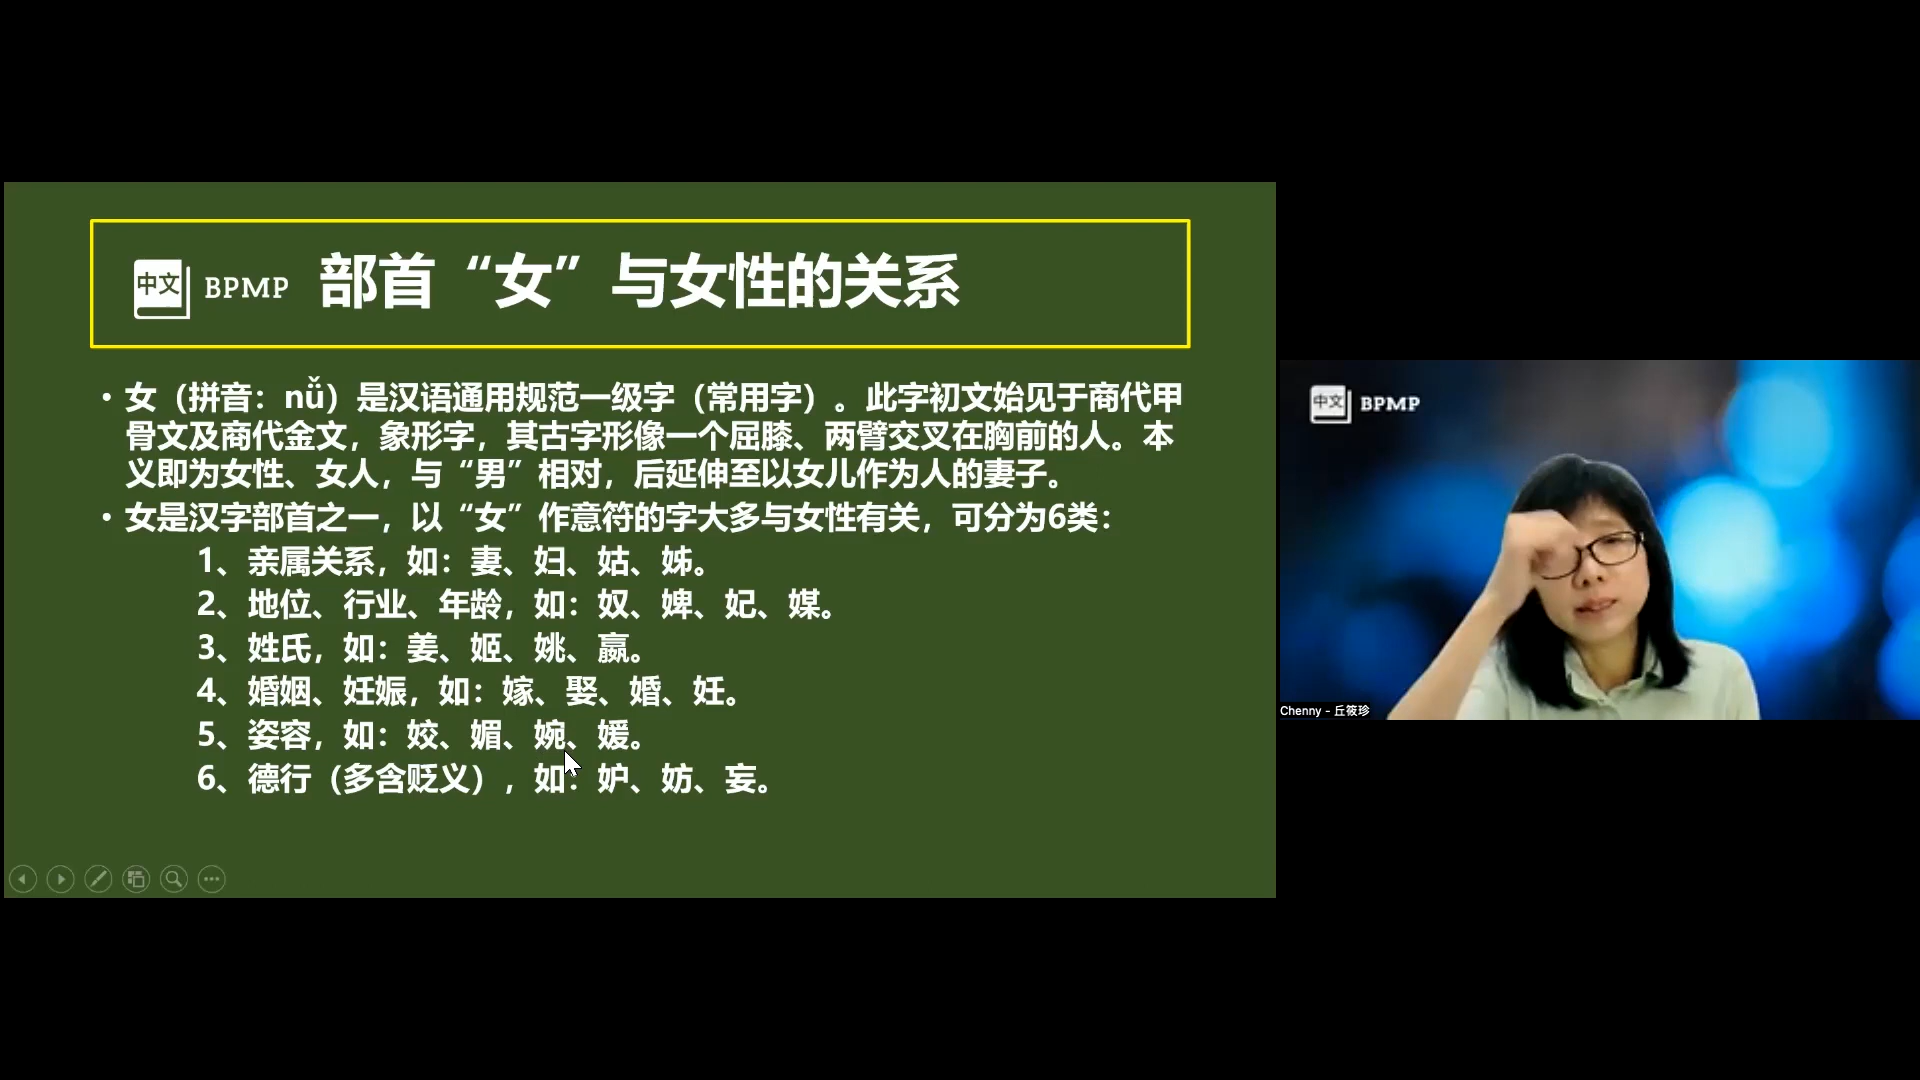 中文 BPMP 部首“女”与女性的关系
• 女（拼音：nǚ）是汉语通用规范一级字（常用字）。此字初文始见于商代甲
骨文及商代金文，象形字，其古字形像一个屈膝、两臂交叉在胸前的人。本
义即为女性、女人，与“男”相对，后延伸至以女儿作为人的妻子。
• 女是汉字部首之一，以“女”作意符的字大多与女性有关，可分为6类：
1、亲属关系，如：妻、妇、姑、姊。
2、地位、行业、年龄，如：奴、婢、妃、媒。
3、姓氏，如：姜、姬、姚、嬴。
4、婚姻、妊娠，如：嫁、娶、婚、妊。
5、姿容，如：姣、媚、婉、媛。
6、德行（多含贬义），如：妒、妨、妄。
中文 BPMP
Chenny - 丘筱珍